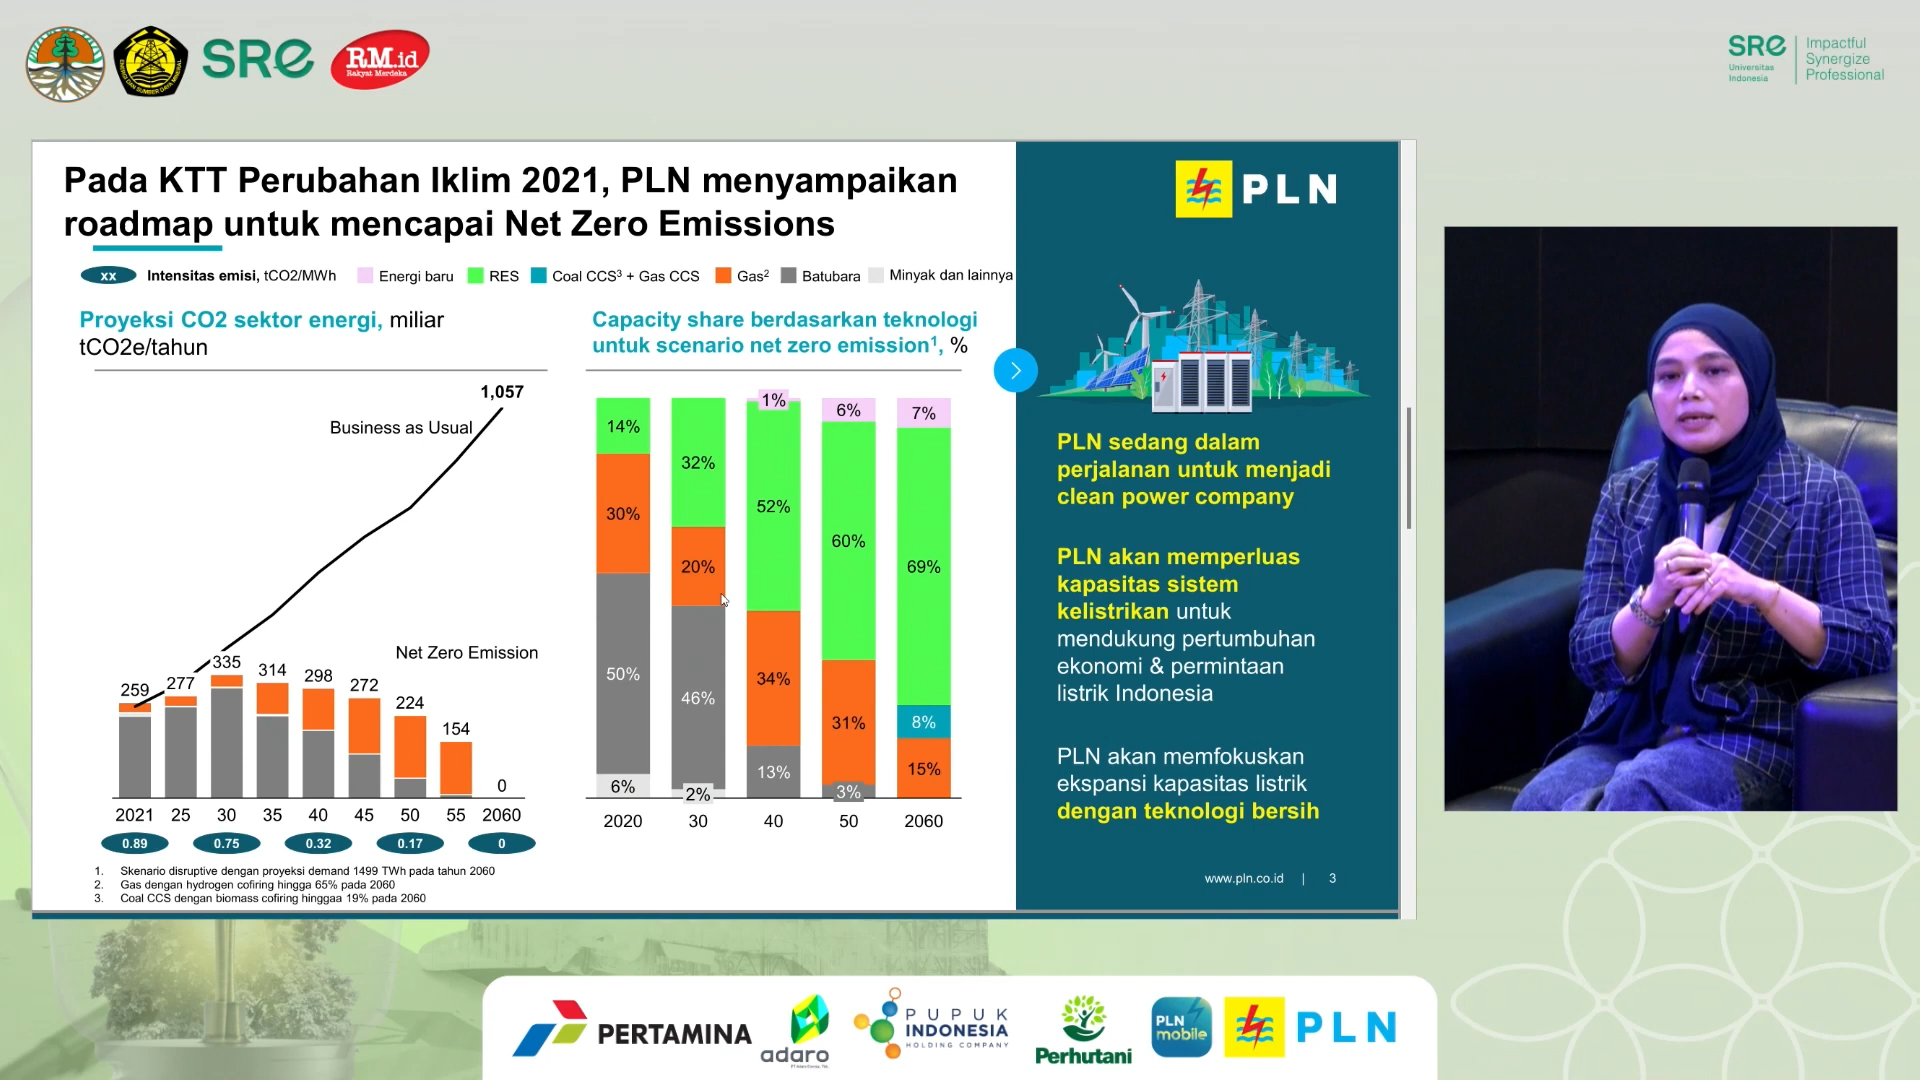 SRE
RM.id
Rakyat Merdeka
SRE
Universitas
Indonesia
Impactful
Synergize
Professional
Pada KTT Perubahan Iklim 2021, PLN menyampaikan
roadmap untuk mencapai Net Zero Emissions
xx Intensitas emisi, tCO2/MWh Energi baru RES Coal CCS³ + Gas CCS Gas² Batubara Minyak dan lainnya
Proyeksi CO2 sektor energi, miliar
tCO2e/tahun
1,057
Business as Usual
Net Zero Emission
259 277 335 314 298 272 224 154 0
2021 25 30 35 40 45 50 55 2060
0.89 0.75 0.32 0.17 0
Capacity share berdasarkan teknologi
untuk scenario net zero emission¹, %
14%
30%
50%
6%
32%
20%
46%
2%
1%
52%
34%
13%
6%
60%
31%
3%
7%
69%
8%
15%
2020 30 40 50 2060
1. Skenario disruptive dengan proyeksi demand 1499 TWh pada tahun 2060
2. Gas dengan hydrogen cofiring hingga 65% pada 2060
3. Coal CCS dengan biomass cofiring hinggaa 19% pada 2060
PLN
PLN sedang dalam
perjalanan untuk menjadi
clean power company
PLN akan memperluas
kapasitas sistem
kelistrikan untuk
mendukung pertumbuhan
ekonomi & permintaan
listrik Indonesia
PLN akan memfokuskan
ekspansi kapasitas listrik
dengan teknologi bersih
www.pln.co.id | 3
PERTAMINA
adaro
PUPUK
INDONESIA
HOLDING COMPANY
Perhutani
PLN
mobile
PLN